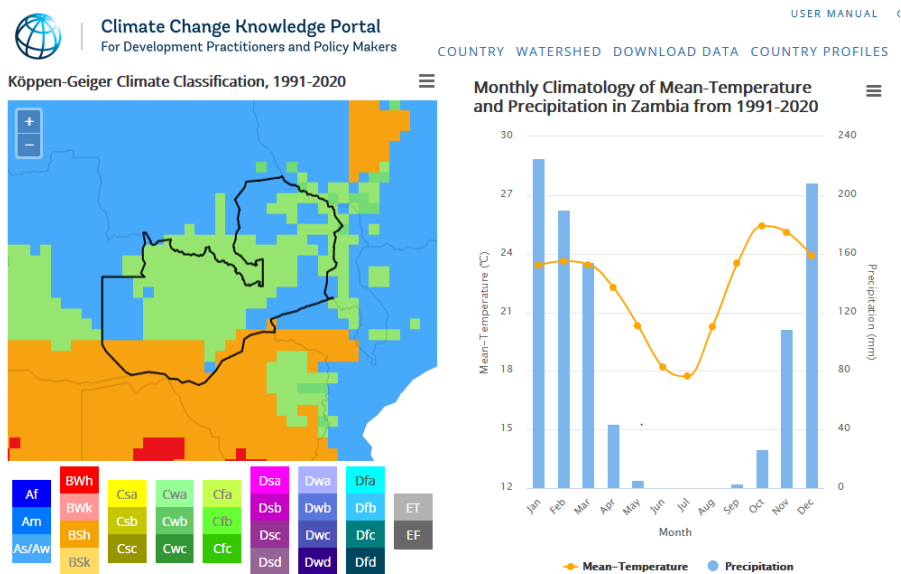 USER MANUAL
Climate Change Knowledge Portal
For Development Practitioners and Policy Makers
COUNTRY WATERSHED DOWNLOAD DATA COUNTRY PROFILES
Köppen-Geiger Climate Classification, 1991-2020
+
−
Af
Am
As/Aw
BWh
BWk
BSh
BSk
Csa
Csb
Csc
Cwa
Cwb
Cwc
Cfa
Cfb
Cfc
Dsa
Dsb
Dsc
Dsd
Dwa
Dwb
Dwc
Dwd
Dfa
Dfb
Dfc
Dfd
ET
EF
Monthly Climatology of Mean-Temperature
and Precipitation in Zambia from 1991-2020
Mean-Temperature (℃)
30
27
24
21
18
15
12
240
200
160
120
80
40
0
Precipitation (mm)
Jan Feb Mar Apr May Jun Jul Aug Sep Oct Nov Dec
Month
Mean-Temperature Precipitation